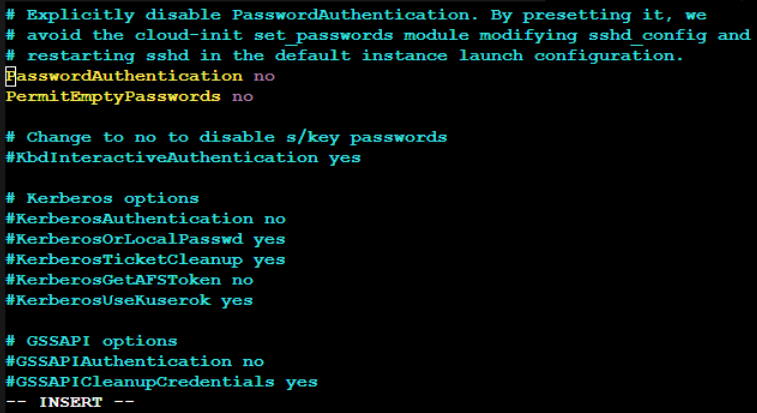 # Explicitly disable PasswordAuthentication. By presetting it, we
# avoid the cloud-init set_passwords module modifying sshd_config and
# restarting sshd in the default instance launch configuration.
PasswordAuthentication no
PermitEmptyPasswords no
# Change to no to disable s/key passwords
#KbdInteractiveAuthentication yes
# Kerberos options
#KerberosAuthentication no
#KerberosOrLocalPasswd yes
#KerberosTicketCleanup yes
#KerberosGetAFSToken no
#KerberosUseKuserok yes
# GSSAPI options
#GSSAPIAuthentication no
#GSSAPICleanupCredentials yes
-- INSERT --